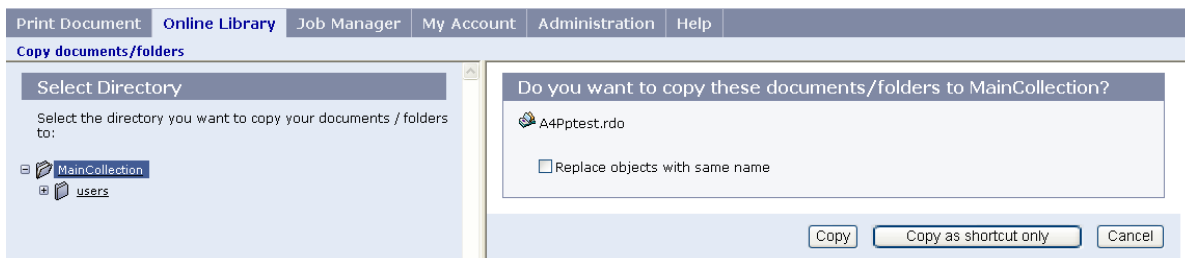 Print Document Online Library Job Manager My Account Administration Help
Copy documents/folders
Select Directory
Select the directory you want to copy your documents / folders
to:
MainCollection
users
Do you want to copy these documents/folders to MainCollection?
A4Pptest.rdo
Replace objects with same name
Copy Copy as shortcut only Cancel